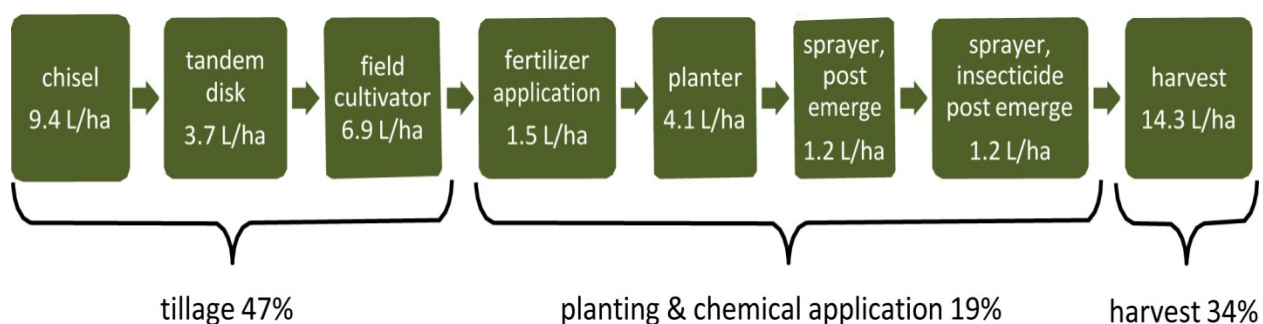 chisel
9.4 L/ha
tandem
disk
3.7 L/ha
field
cultivator
6.9 L/ha
fertilizer
application
1.5 L/ha
planter
4.1 L/ha
sprayer,
post
emerge
1.2 L/ha
sprayer,
insecticide
post emerge
1.2 L/ha
harvest
14.3 L/ha
tillage 47%
planting & chemical application 19%
harvest 34%